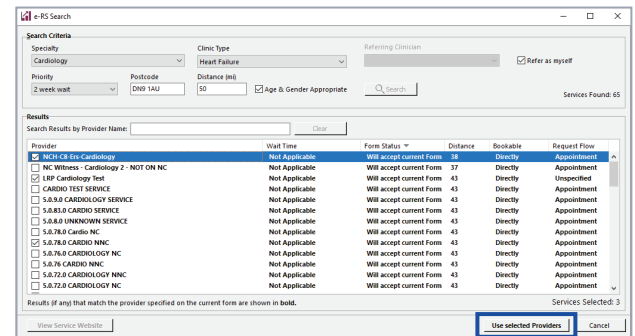 e-RS Search
Search Criteria
Specialty Clinic Type Referring Clinician
Cardiology Heart Failure Refer as myself
Priority Postcode Distance (mi)
2 week wait DN9 1AU 50 Age & Gender Appropriate Search
Services Found: 65
Results
Search Results by Provider Name: Clear
Provider Wait Time Form Status Distance Bookable Request Flow
NCH-CB-Ers-Cardiology Not Applicable Will accept current Form 38 Directly Appointment
NC Witness - Cardiology 2 - NOT ON NC Not Applicable Will accept current Form 37 Directly Appointment
LRP Cardiology Test Not Applicable Will accept current Form 43 Directly Unspecified
CARDIO TEST SERVICE Not Applicable Will accept current Form 43 Directly Appointment
5.0.9.0 CARDIOLOGY SERVICE Not Applicable Will accept current Form 43 Directly Appointment
5.0.83.0 CARDIO SERVICE Not Applicable Will accept current Form 43 Directly Appointment
5.0.8.0 UNKNOWN SERVICE Not Applicable Will accept current Form 43 Directly Appointment
5.0.78.0 Cardio NC Not Applicable Will accept current Form 43 Directly Appointment
5.0.78.0 CARDIO NNC Not Applicable Will accept current Form 43 Directly Appointment
5.0.76.0 CARDIOLOGY NC Not Applicable Will accept current Form 43 Directly Appointment
5.0.76 CARDIO NNC Not Applicable Will accept current Form 43 Directly Appointment
5.0.72.0 CARDIOLOGY NNC Not Applicable Will accept current Form 43 Directly Appointment
5.0.72.0 CARDIOLOGY NC Not Applicable Will accept current Form 43 Directly Appointment
Results (if any) that match the provider specified on the current form are shown in bold. Services Selected: 3
View Service Website Use selected Providers Cancel